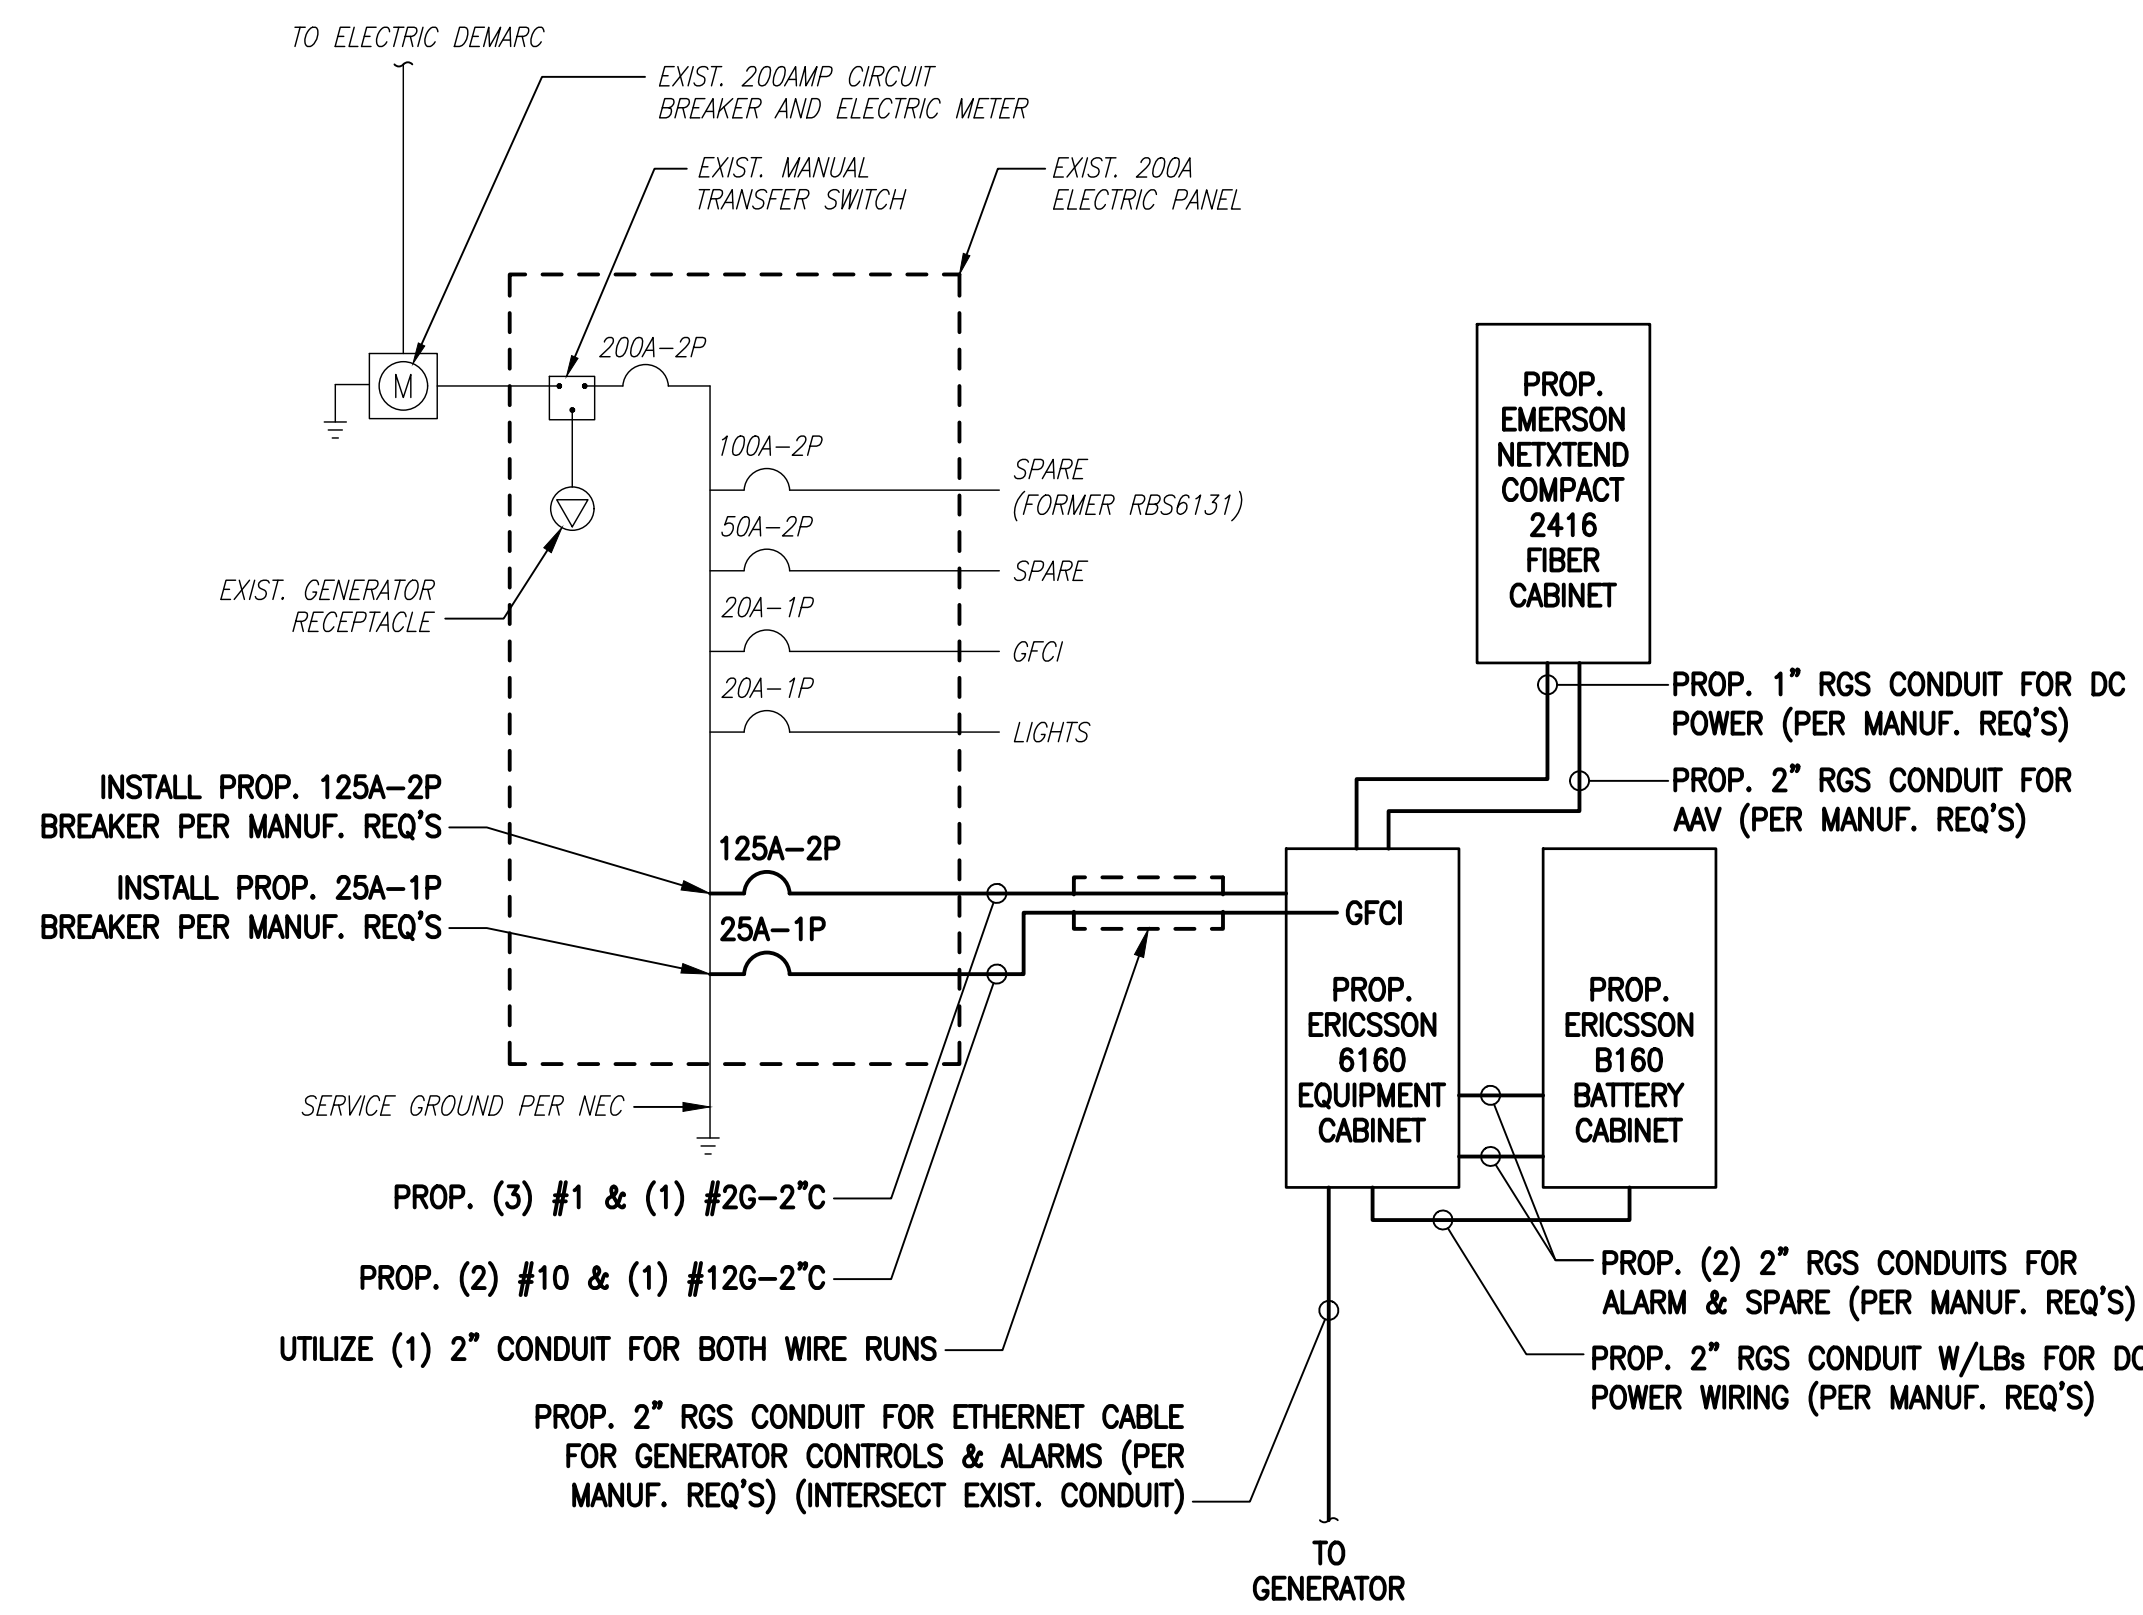 TO ELECTRIC DEMARC
EXIST. 200AMP CIRCUIT
BREAKER AND ELECTRIC METER
EXIST. MANUAL
TRANSFER SWITCH
EXIST. 200A
ELECTRIC PANEL
200A-2P
M
100A-2P
SPARE
(FORMER RBS6131)
50A-2P
SPARE
EXIST. GENERATOR
RECEPTACLE
20A-1P
GFCI
20A-1P
LIGHTS
PROP.
EMERSON
NETXTEND
COMPACT
2416
FIBER
CABINET
PROP. 1" RGS CONDUIT FOR DC
POWER (PER MANUF. REQ'S)
PROP. 2" RGS CONDUIT FOR
AAV (PER MANUF. REQ'S)
INSTALL PROP. 125A-2P
BREAKER PER MANUF. REQ'S
125A-2P
INSTALL PROP. 25A-1P
BREAKER PER MANUF. REQ'S
25A-1P
GFCI
PROP.
ERICSSON
6160
EQUIPMENT
CABINET
PROP.
ERICSSON
B160
BATTERY
CABINET
SERVICE GROUND PER NEC
PROP. (3) #1 & (1) #2G-2"C
PROP. (2) #10 & (1) #12G-2"C
UTILIZE (1) 2" CONDUIT FOR BOTH WIRE RUNS
PROP. (2) 2" RGS CONDUITS FOR
ALARM & SPARE (PER MANUF. REQ'S)
PROP. 2" RGS CONDUIT W/LBs FOR DC
POWER WIRING (PER MANUF. REQ'S)
PROP. 2" RGS CONDUIT FOR ETHERNET CABLE
FOR GENERATOR CONTROLS & ALARMS (PER
MANUF. REQ'S) (INTERSECT EXIST. CONDUIT)
TO
GENERATOR